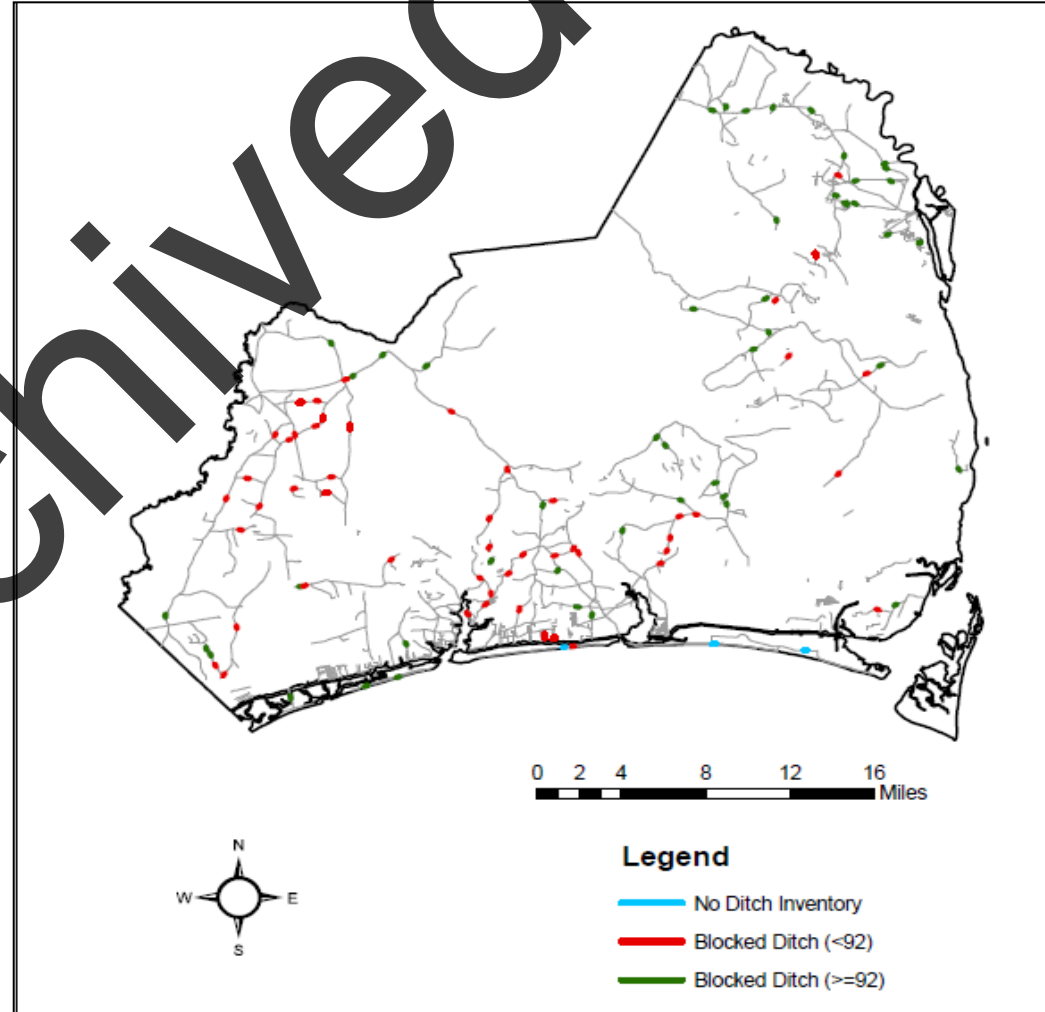 chived
0 2 4 8 12 16
Miles
N
W E
S
Legend
No Ditch Inventory
Blocked Ditch (<92)
Blocked Ditch (>=92)